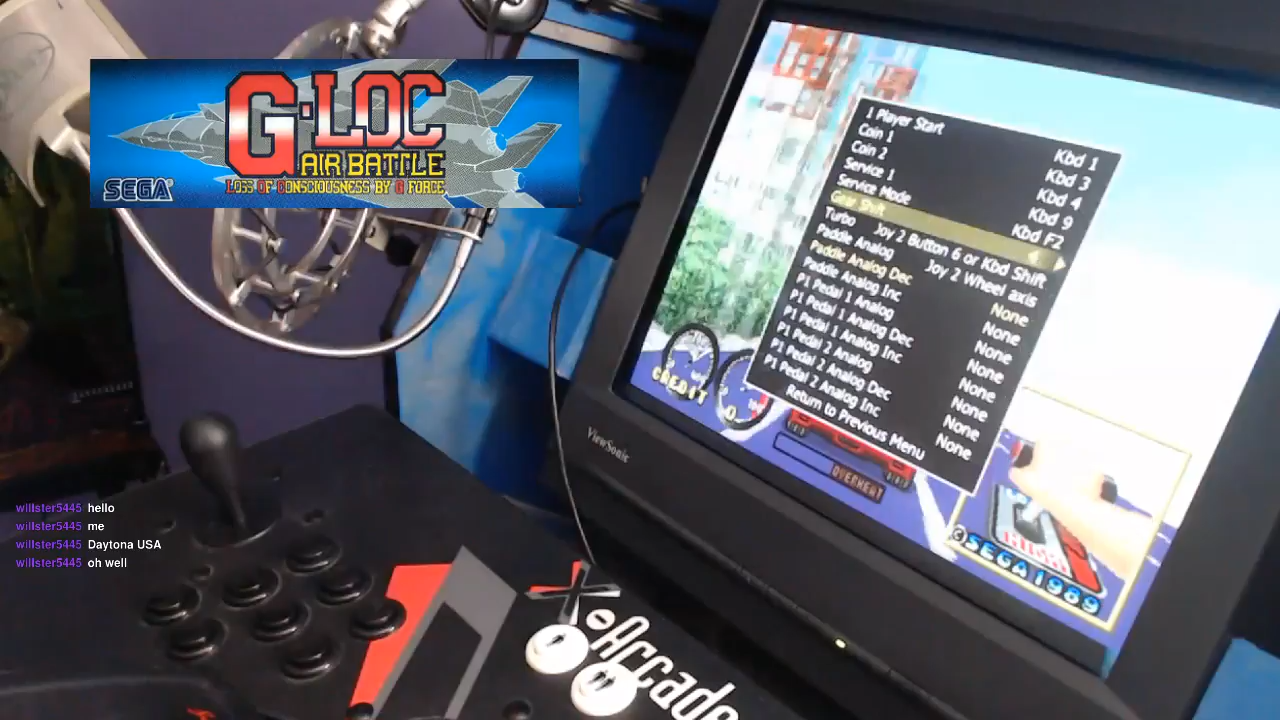 G-LOC
AIR BATTLE
LOSS OF CONSCIOUSNESS BY G FORCE
SEGA
1 Player Start Kbd 1
Coin 1 Kbd 3
Coin 2 Kbd 4
Service 1 Kbd 9
Service Mode Kbd F2
Gear Shift Joy 2 Button 6 or Kbd Shift
Turbo Joy 2 Wheel axis
Paddle Analog None
Paddle Analog Dec None
Paddle Analog Inc None
P1 Pedal 1 Analog None
P1 Pedal 1 Analog Dec None
P1 Pedal 1 Analog Inc None
P1 Pedal 2 Analog None
P1 Pedal 2 Analog Dec None
P1 Pedal 2 Analog Inc
Return to Previous Menu
CREDIT 0
OVERHEAT
© SEGA 1989
ViewSonic
willster5445 hello
willster5445 me
willster5445 Daytona USA
willster5445 oh well
X-Arcade